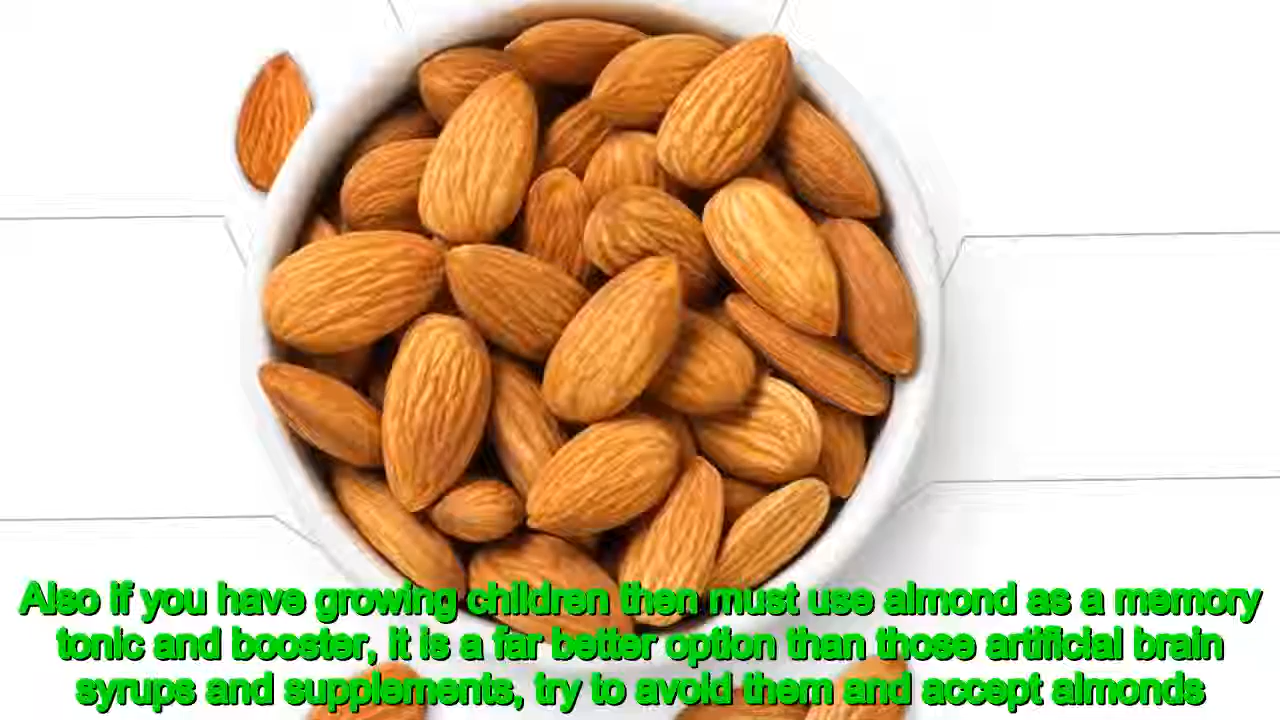 Also if you have growing children then must use almond as a memory
tonic and booster, it is a far better option than those artificial brain
syrups and supplements, try to avoid them and accept almonds